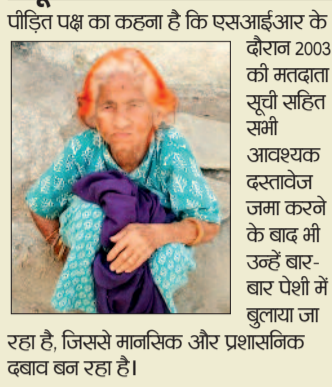 पीड़ित पक्ष का कहना है कि एसआईआर के
दौरान 2003
की मतदाता
सूची सहित
सभी
आवश्यक
दस्तावेज
जमा करने
के बाद भी
उन्हें बार-
बार पेशी में
बुलाया जा
रहा है, जिससे मानसिक और प्रशासनिक
दबाव बन रहा है।